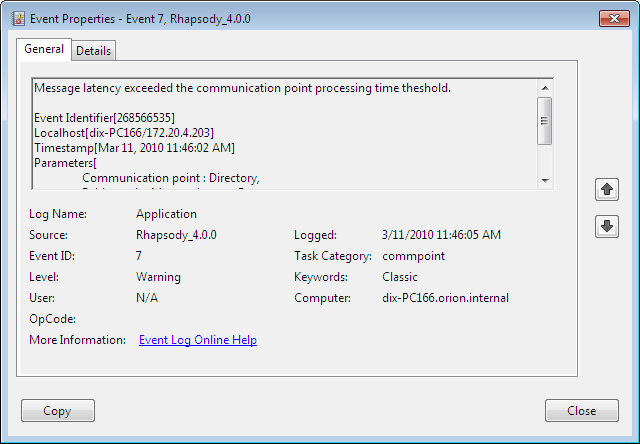 Event Properties - Event 7, Rhapsody_4.0.0
General
Details
Message latency exceeded the communication point processing time theshold.
Event Identifier[268566535]
Localhost[dix-PC166/172.20.4.203]
Timestamp[Mar 11, 2010 11:46:02 AM]
Parameters[
Communication point : Directory,
Log Name: Application
Source: Rhapsody_4.0.0 Logged: 3/11/2010 11:46:05 AM
Event ID: 7 Task Category: commpoint
Level: Warning Keywords: Classic
User: N/A Computer: dix-PC166.orion.internal
OpCode:
More Information: Event Log Online Help
Copy Close